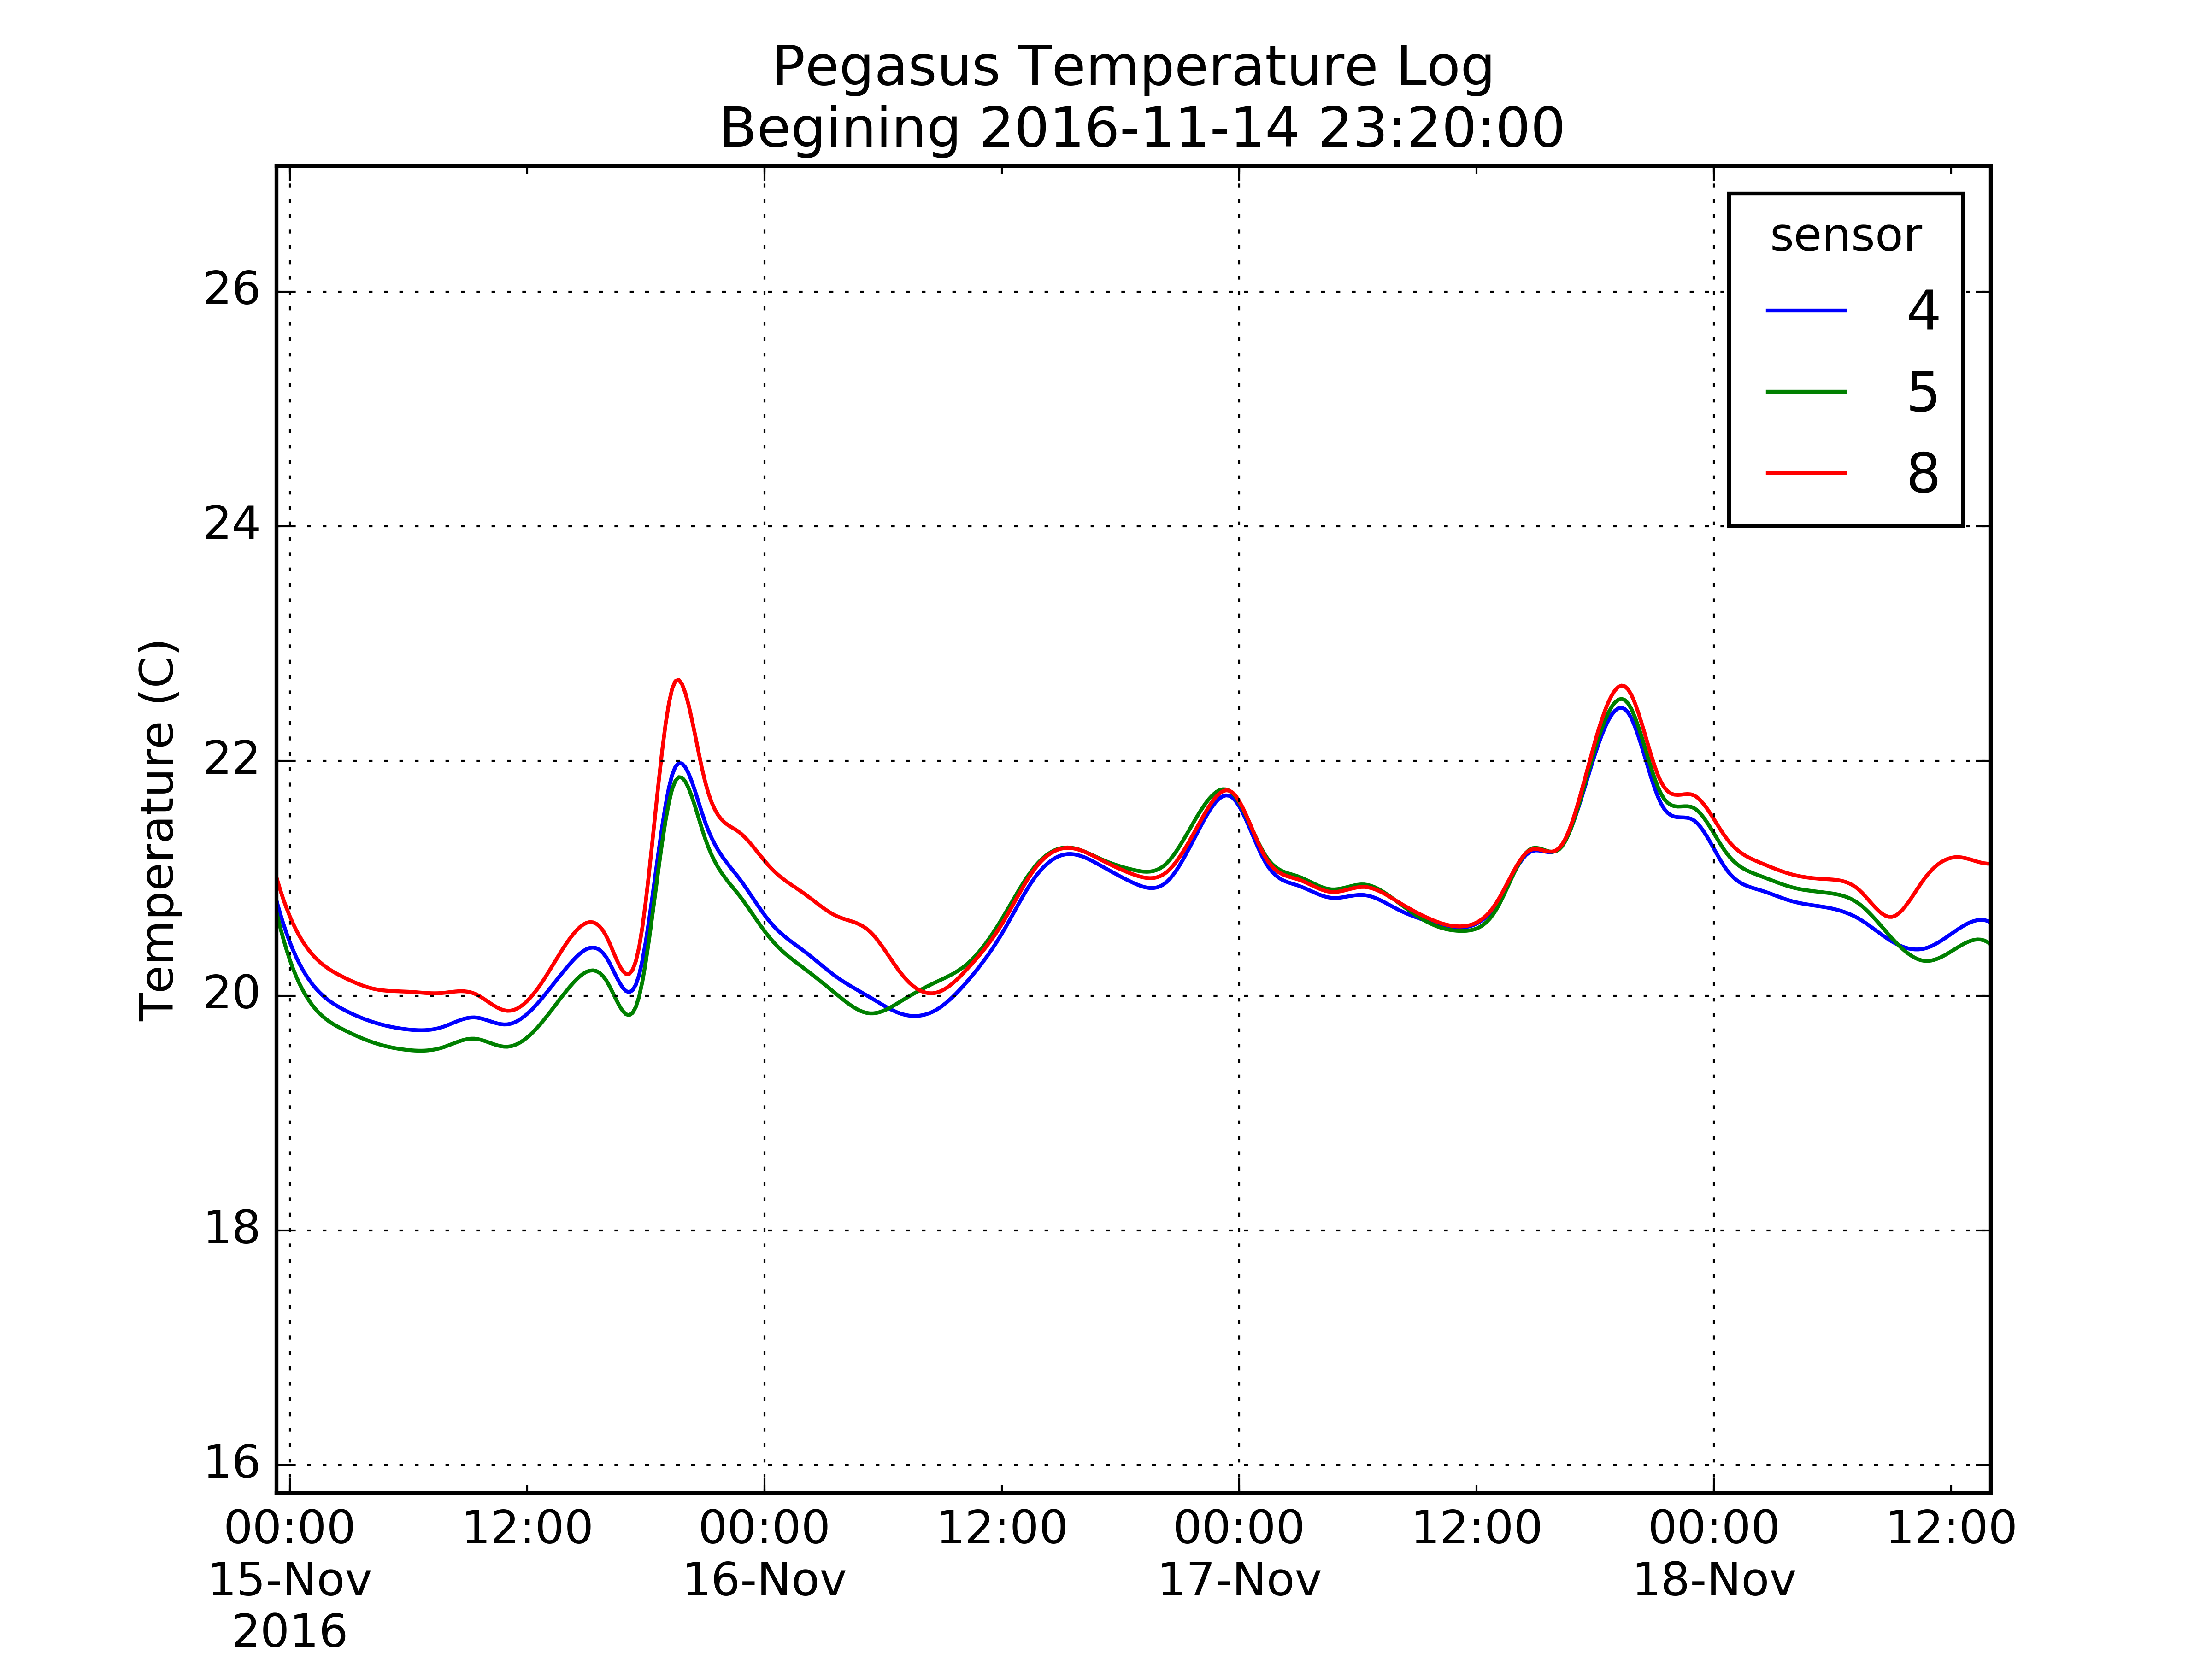 Pegasus Temperature Log
Begining 2016-11-14 23:20:00
sensor
4
5
8
Temperature (C)
26
24
22
20
18
16
00:00 12:00 00:00 12:00 00:00 12:00 00:00 12:00
15-Nov 16-Nov 17-Nov 18-Nov
2016